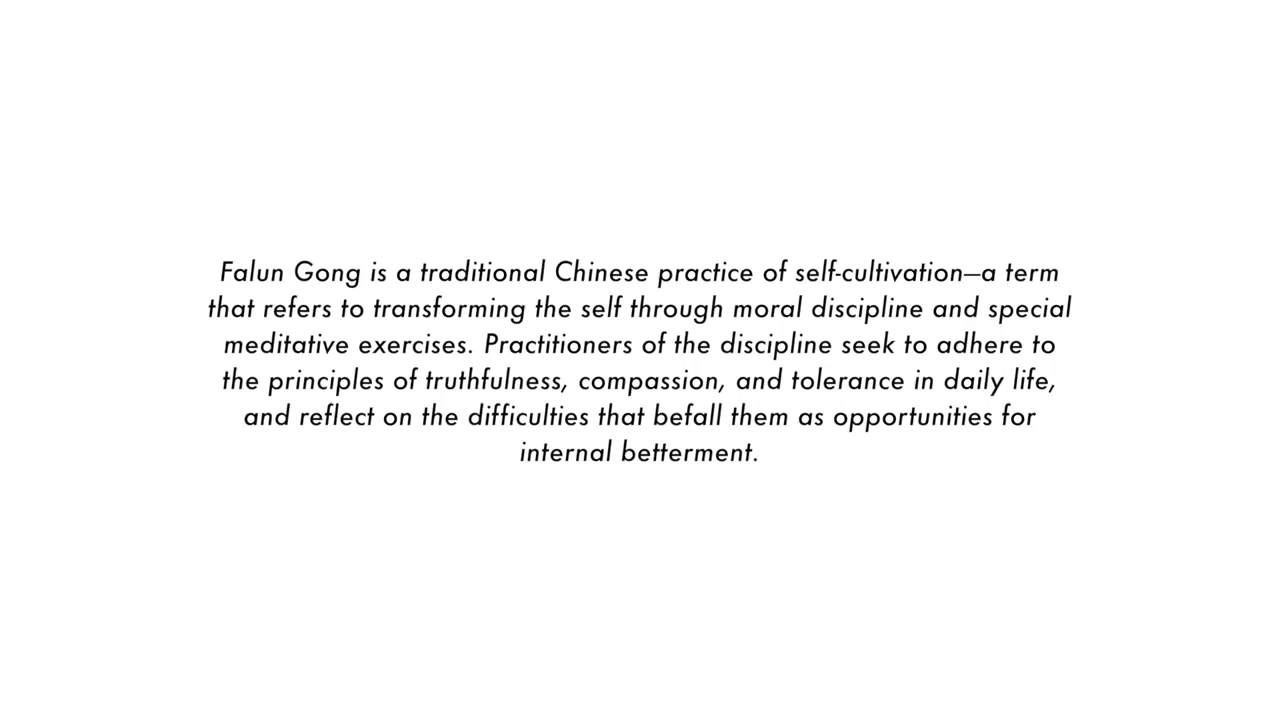 Falun Gong is a traditional Chinese practice of self-cultivation—a term
that refers to transforming the self through moral discipline and special
meditative exercises. Practitioners of the discipline seek to adhere to
the principles of truthfulness, compassion, and tolerance in daily life,
and reflect on the difficulties that befall them as opportunities for
internal betterment.